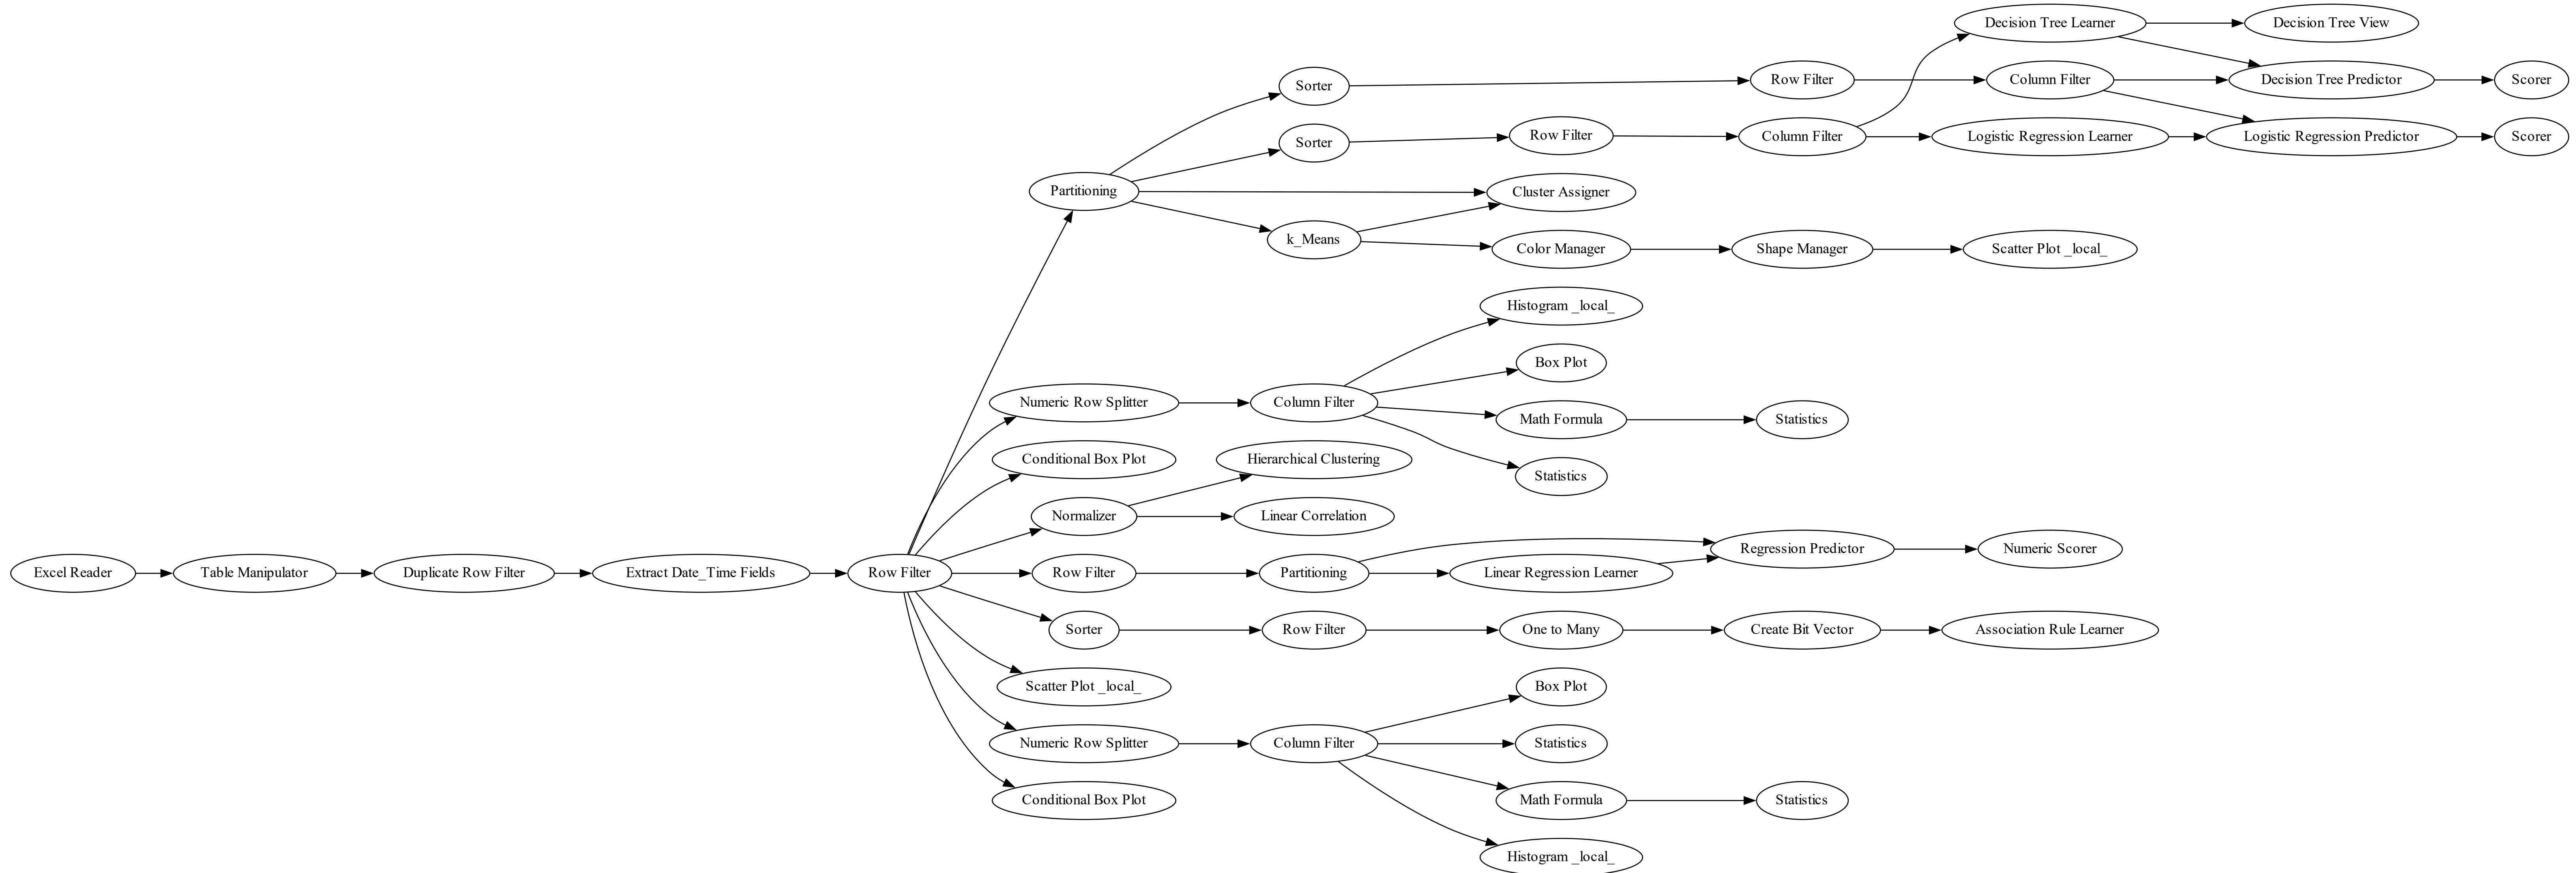 Decision Tree Learner
Decision Tree View
Sorter
Row Filter
Column Filter
Decision Tree Predictor
Scorer
Sorter
Row Filter
Column Filter
Logistic Regression Learner
Logistic Regression Predictor
Scorer
Partitioning
Cluster Assigner
k_Means
Color Manager
Shape Manager
Scatter Plot _local_
Histogram _local_
Box Plot
Numeric Row Splitter
Column Filter
Math Formula
Statistics
Conditional Box Plot
Hierarchical Clustering
Statistics
Normalizer
Linear Correlation
Regression Predictor
Numeric Scorer
Excel Reader
Table Manipulator
Duplicate Row Filter
Extract Date_Time Fields
Row Filter
Row Filter
Partitioning
Linear Regression Learner
Sorter
Row Filter
One to Many
Create Bit Vector
Association Rule Learner
Scatter Plot _local_
Box Plot
Numeric Row Splitter
Column Filter
Statistics
Conditional Box Plot
Math Formula
Statistics
Histogram _local_